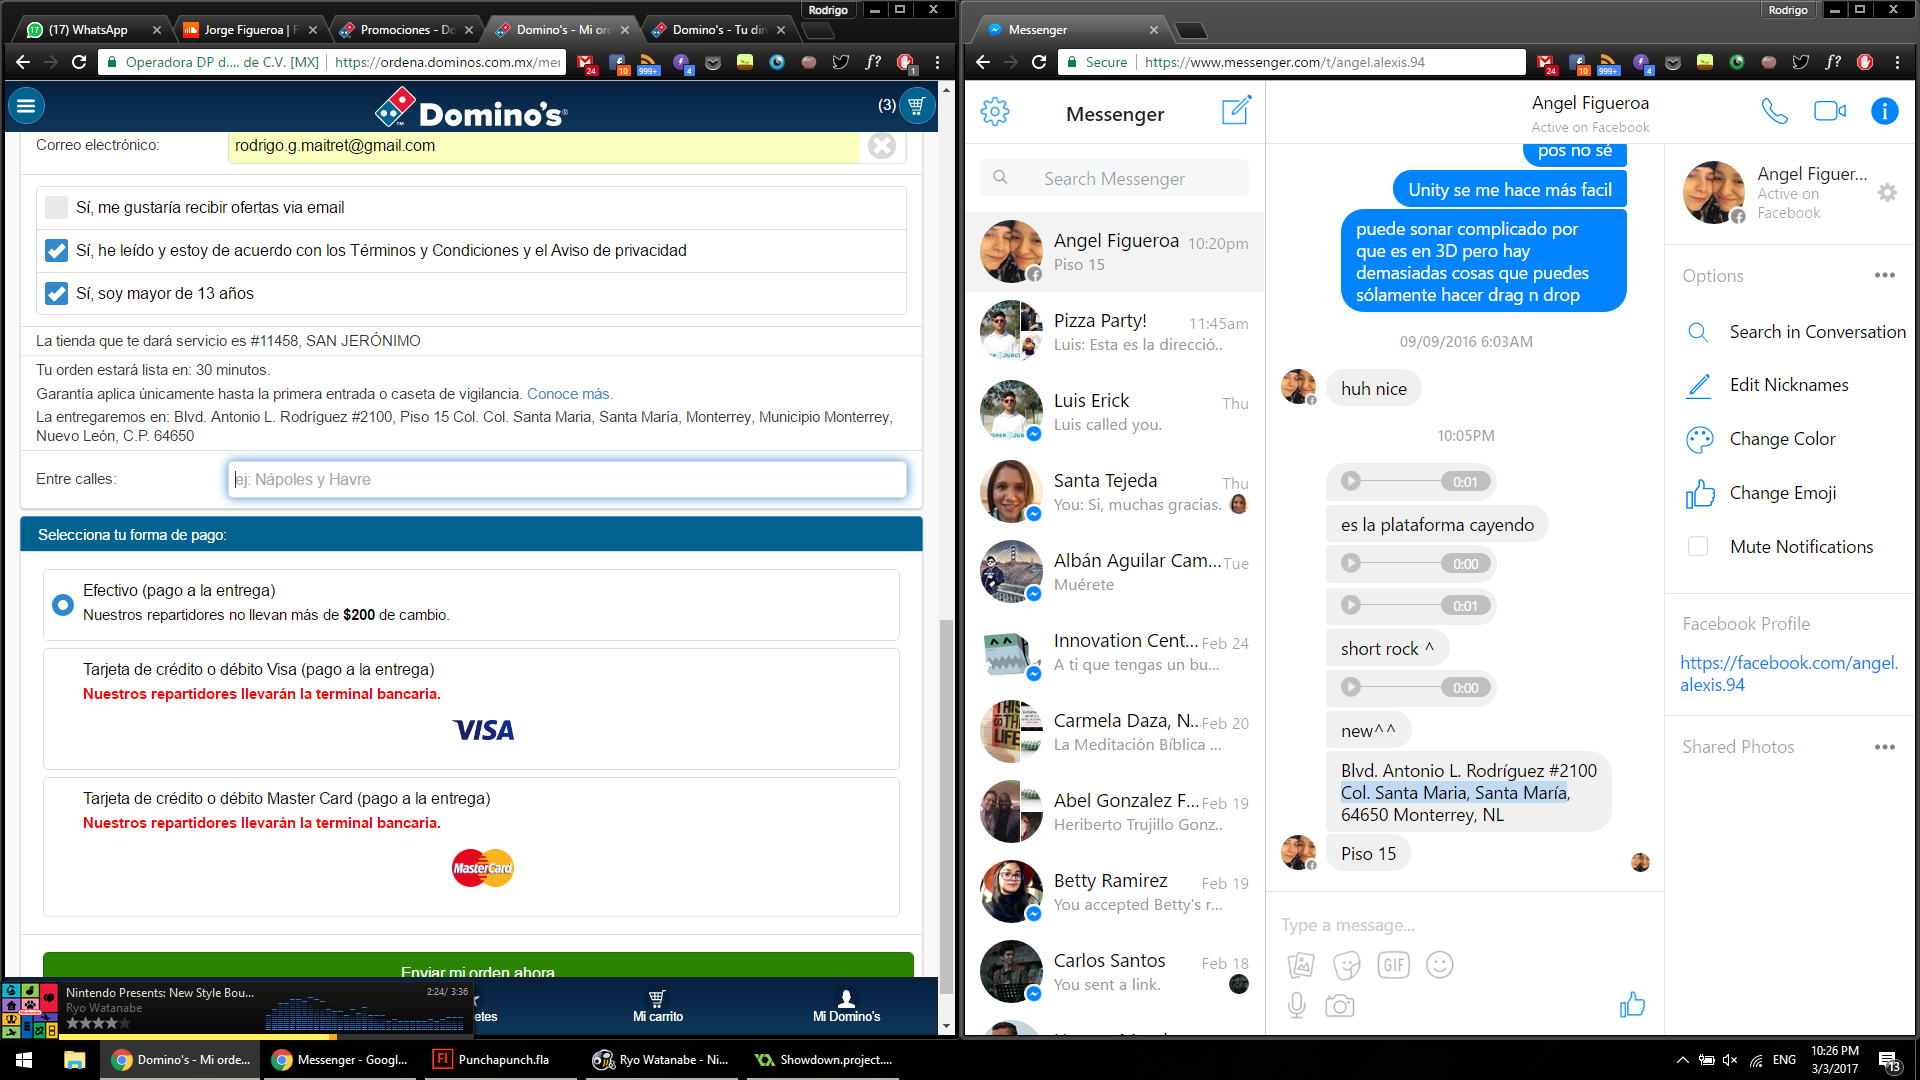 Rodrigo
(17) WhatsApp
Jorge Figueroa | F
Promociones - Do
Domino's - Mi ord
Domino's - Tu dir
Operadora DP d.... de C.V. [MX]
https://ordena.dominos.com.mx/me
24
10
999+
4
f?
1
(3)
Domino's
Correo electrónico:
rodrigo.g.maitret@gmail.com
Sí, me gustaría recibir ofertas via email
Sí, he leído y estoy de acuerdo con los Términos y Condiciones y el Aviso de privacidad
Sí, soy mayor de 13 años
La tienda que te dará servicio es #11458, SAN JERÓNIMO
Tu orden estará lista en: 30 minutos.
Garantía aplica únicamente hasta la primera entrada o caseta de vigilancia. Conoce más.
La entregaremos en: Blvd. Antonio L. Rodríguez #2100, Piso 15 Col. Col. Santa Maria, Santa María, Monterrey, Municipio Monterrey,
Nuevo León, C.P. 64650
Entre calles:
ej: Nápoles y Havre
Selecciona tu forma de pago:
Efectivo (pago a la entrega)
Nuestros repartidores no llevan más de $200 de cambio.
Tarjeta de crédito o débito Visa (pago a la entrega)
Nuestros repartidores llevarán la terminal bancaria.
VISA
Tarjeta de crédito o débito Master Card (pago a la entrega)
Nuestros repartidores llevarán la terminal bancaria.
MasterCard
Enviar mi orden ahora
Nintendo Presents: New Style Bou...
2:24/ 3:36
Ryo Watanabe
etes
Mi carrito
Mi Domino's
Rodrigo
Messenger
Secure
https://www.messenger.com/t/angel.alexis.94
24
10
999+
4
f?
Messenger
Search Messenger
Angel Figueroa 10:20pm
Piso 15
Pizza Party! 11:45am
Luis: Esta es la direcció..
Luis Erick Thu
Luis called you.
Santa Tejeda Thu
You: Si, muchas gracias.
Albán Aguilar Cam... Tue
Muérete
Innovation Cent... Feb 24
A ti que tengas un bu...
Carmela Daza, N... Feb 20
La Meditación Bíblica ...
Abel Gonzalez F... Feb 19
Heriberto Trujillo Gonz..
Betty Ramirez Feb 19
You accepted Betty's r...
Carlos Santos Feb 18
You sent a link.
Angel Figueroa
Active on Facebook
pos no sé
Unity se me hace más facil
puede sonar complicado por
que es en 3D pero hay
demasiadas cosas que puedes
sólamente hacer drag n drop
09/09/2016 6:03AM
huh nice
10:05PM
0:01
es la plataforma cayendo
0:00
0:01
short rock ^
0:00
new^^
Blvd. Antonio L. Rodríguez #2100
Col. Santa Maria, Santa María,
64650 Monterrey, NL
Piso 15
Type a message...
GIF
Angel Figuer...
Active on
Facebook
Options
Search in Conversation
Edit Nicknames
Change Color
Change Emoji
Mute Notifications
Facebook Profile
https://facebook.com/angel.
alexis.94
Shared Photos
Domino's - Mi orde...
Messenger - Googl...
Fl
Punchapunch.fla
Ryo Watanabe - Ni...
Showdown.project....
ENG
10:26 PM
3/3/2017
13